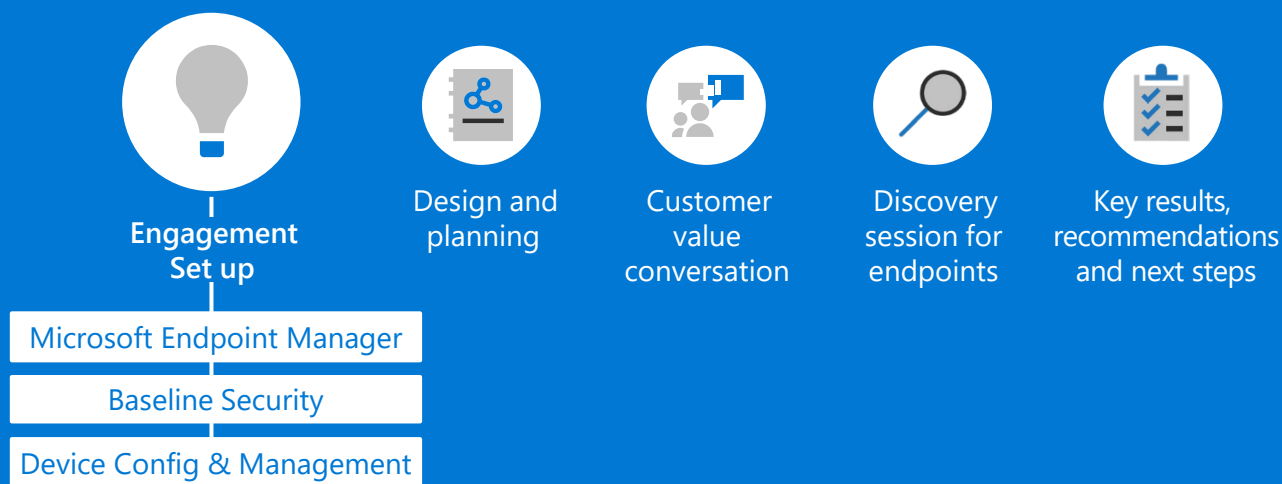 Engagement
Set up
Microsoft Endpoint Manager
Baseline Security
Device Config & Management
Design and
planning
Customer
value
conversation
Discovery
session for
endpoints
Key results,
recommendations
and next steps